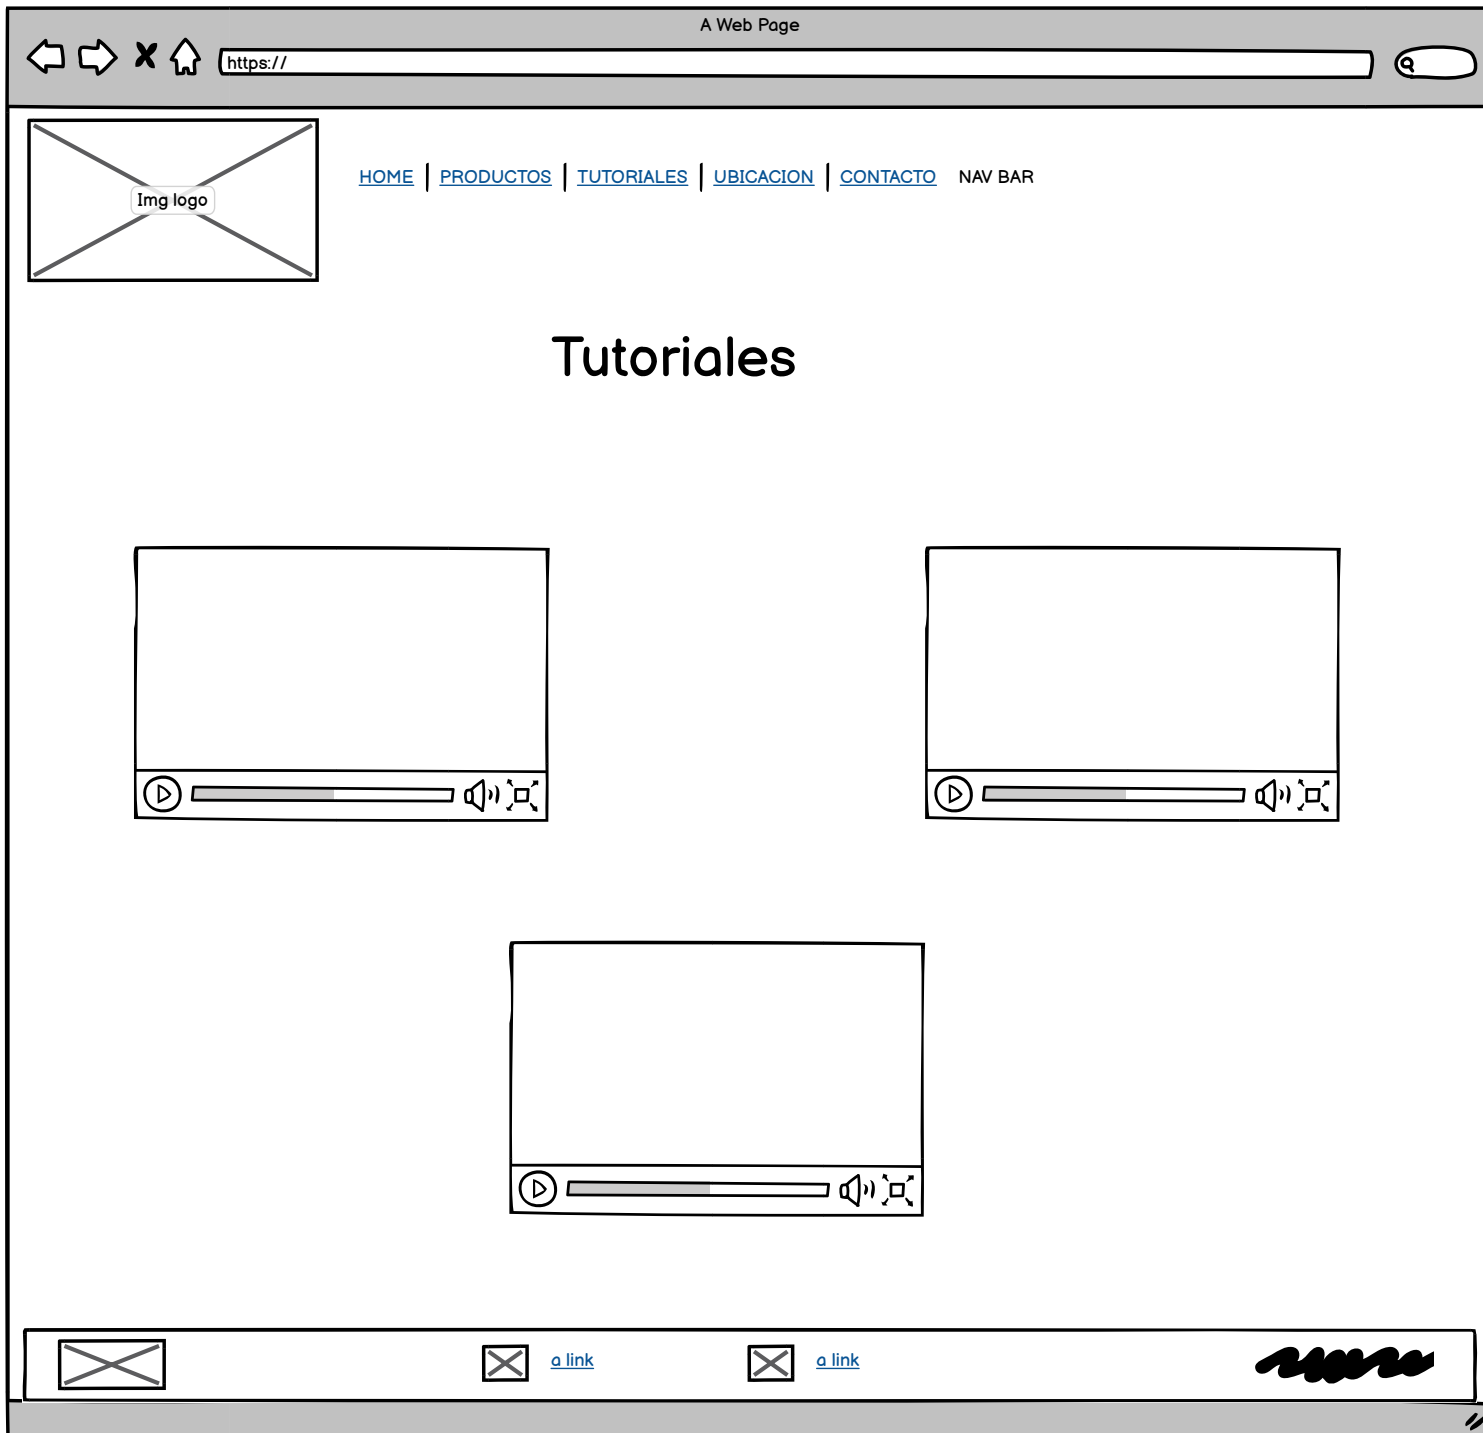 A Web Page
https://
HOME PRODUCTOS TUTORIALES UBICACION CONTACTO NAV BAR
Img logo
Tutoriales
a link a link